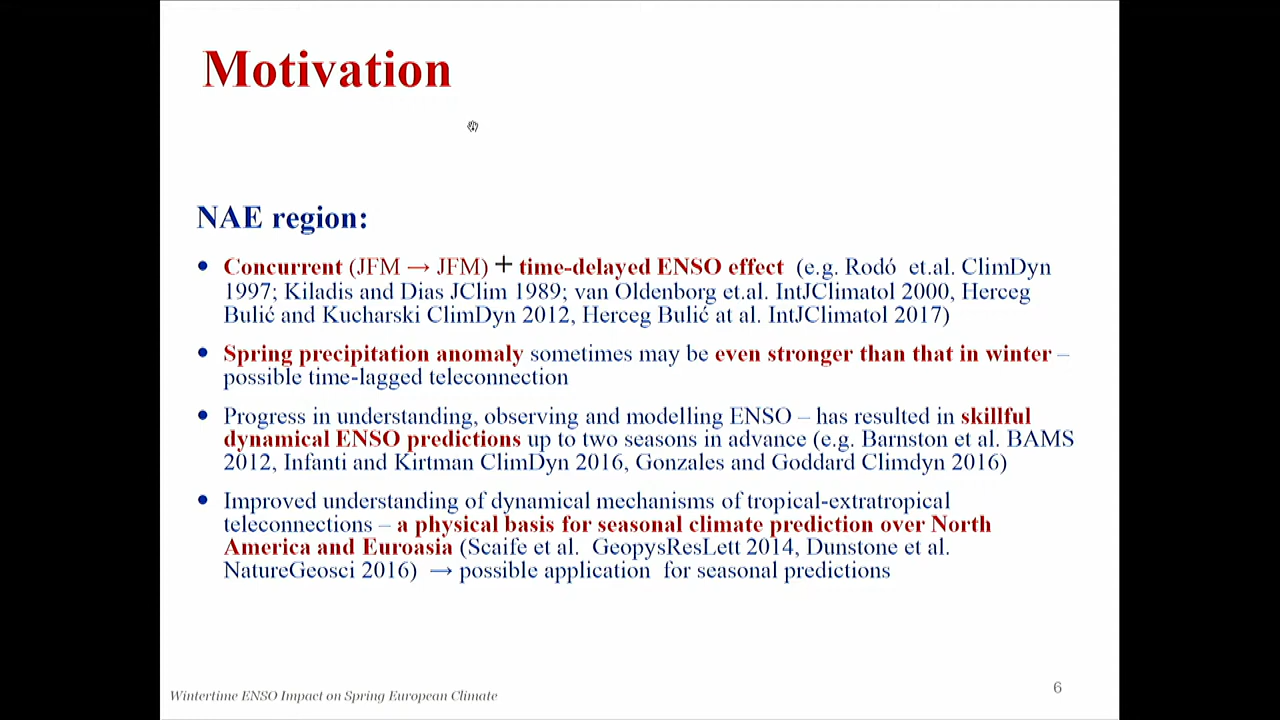 Motivation
NAE region:
• Concurrent (JFM → JFM) + time-delayed ENSO effect (e.g. Rodó et.al. ClimDyn
1997; Kiladis and Dias JClim 1989; van Oldenborg et.al. IntJClimatol 2000, Herceg
Bulić and Kucharski ClimDyn 2012, Herceg Bulić at al. IntJClimatol 2017)
• Spring precipitation anomaly sometimes may be even stronger than that in winter –
possible time-lagged teleconnection
• Progress in understanding, observing and modelling ENSO – has resulted in skillful
dynamical ENSO predictions up to two seasons in advance (e.g. Barnston et al. BAMS
2012, Infanti and Kirtman ClimDyn 2016, Gonzales and Goddard Climdyn 2016)
• Improved understanding of dynamical mechanisms of tropical-extratropical
teleconnections – a physical basis for seasonal climate prediction over North
America and Euroasia (Scaife et al. GeopysResLett 2014, Dunstone et al.
NatureGeosci 2016) → possible application for seasonal predictions
Wintertime ENSO Impact on Spring European Climate
6